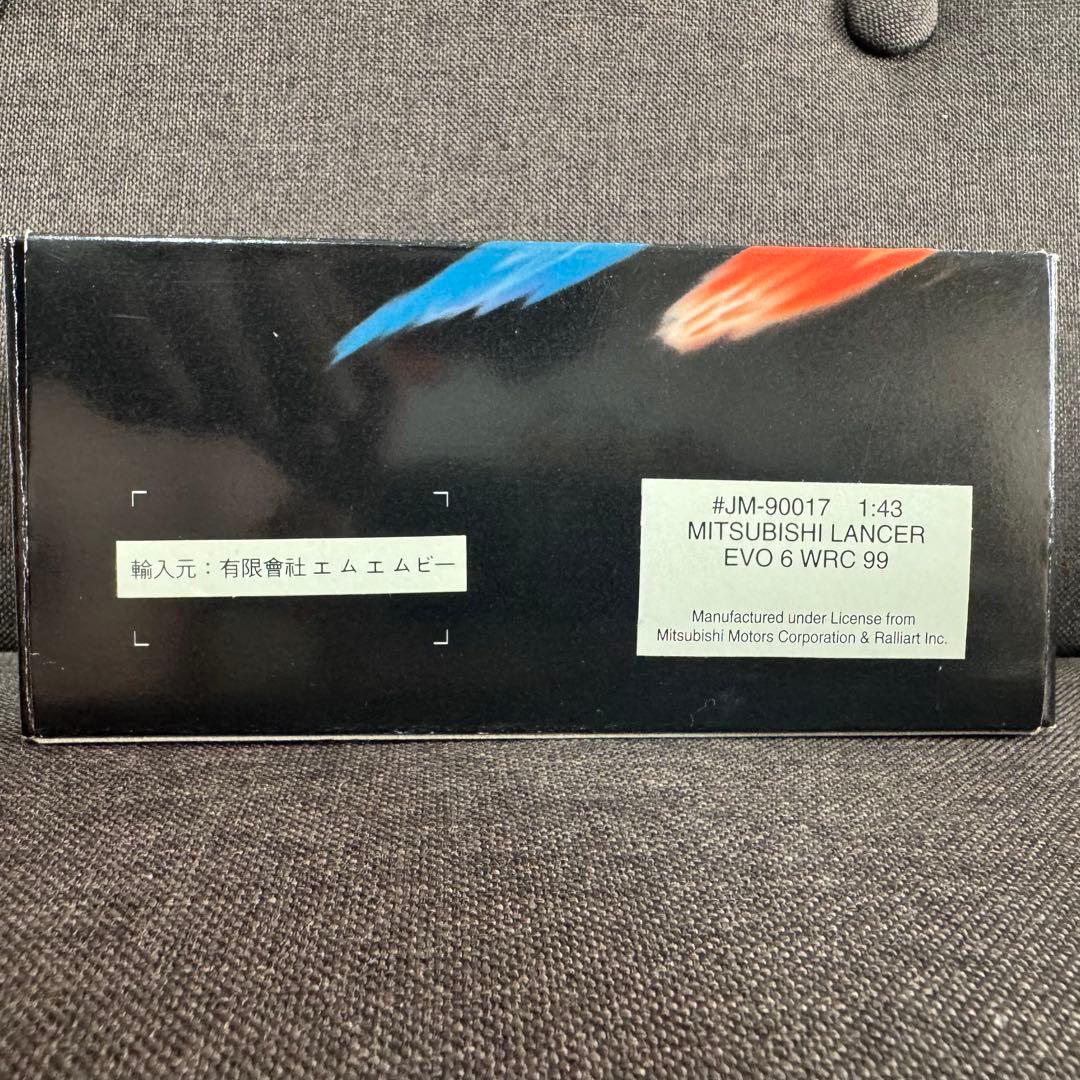 輸入元：有限會社エムエムビー
#JM-90017 1:43
MITSUBISHI LANCER
EVO 6 WRC 99
Manufactured under License from
Mitsubishi Motors Corporation & Ralliart Inc.